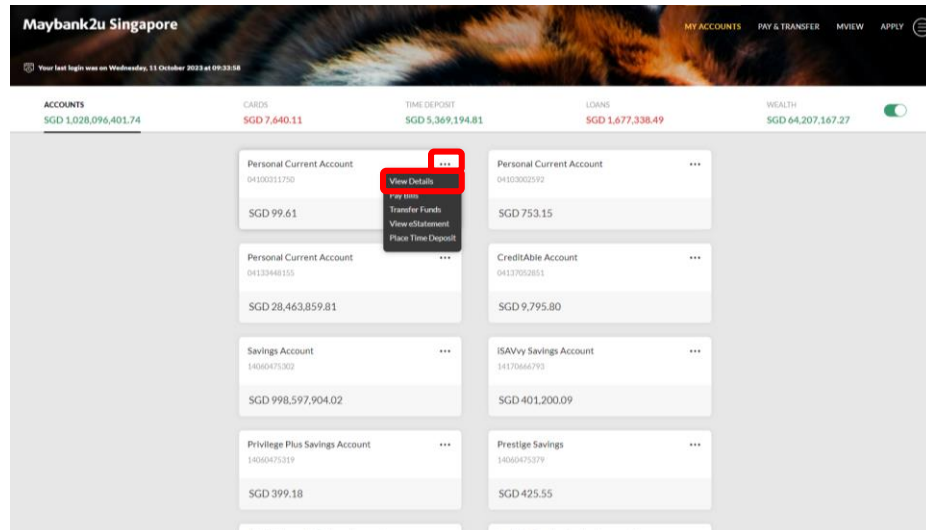 Maybank2u Singapore
MY ACCOUNTS PAY & TRANSFER MVIEW APPLY
Your last login was on Wednesday, 11 October 2023 at 09:33:58
ACCOUNTS CARDS TIME DEPOSIT LOANS WEALTH
SGD 1,028,096,401.74 SGD 7,640.11 SGD 5,369,194.81 SGD 1,677,338.49 SGD 64,207,167.27
Personal Current Account
04100311750
SGD 99.61
View Details
Pay Bills
Transfer Funds
View eStatement
Place Time Deposit
Personal Current Account
04103002592
SGD 753.15
Personal Current Account
04133448155
SGD 28,463,859.81
CreditAble Account
04137052851
SGD 9,795.80
Savings Account
14060475302
SGD 998,597,904.02
iSAVvy Savings Account
14170666793
SGD 401,200.09
Privilege Plus Savings Account
14060475319
SGD 399.18
Prestige Savings
14060475379
SGD 425.55